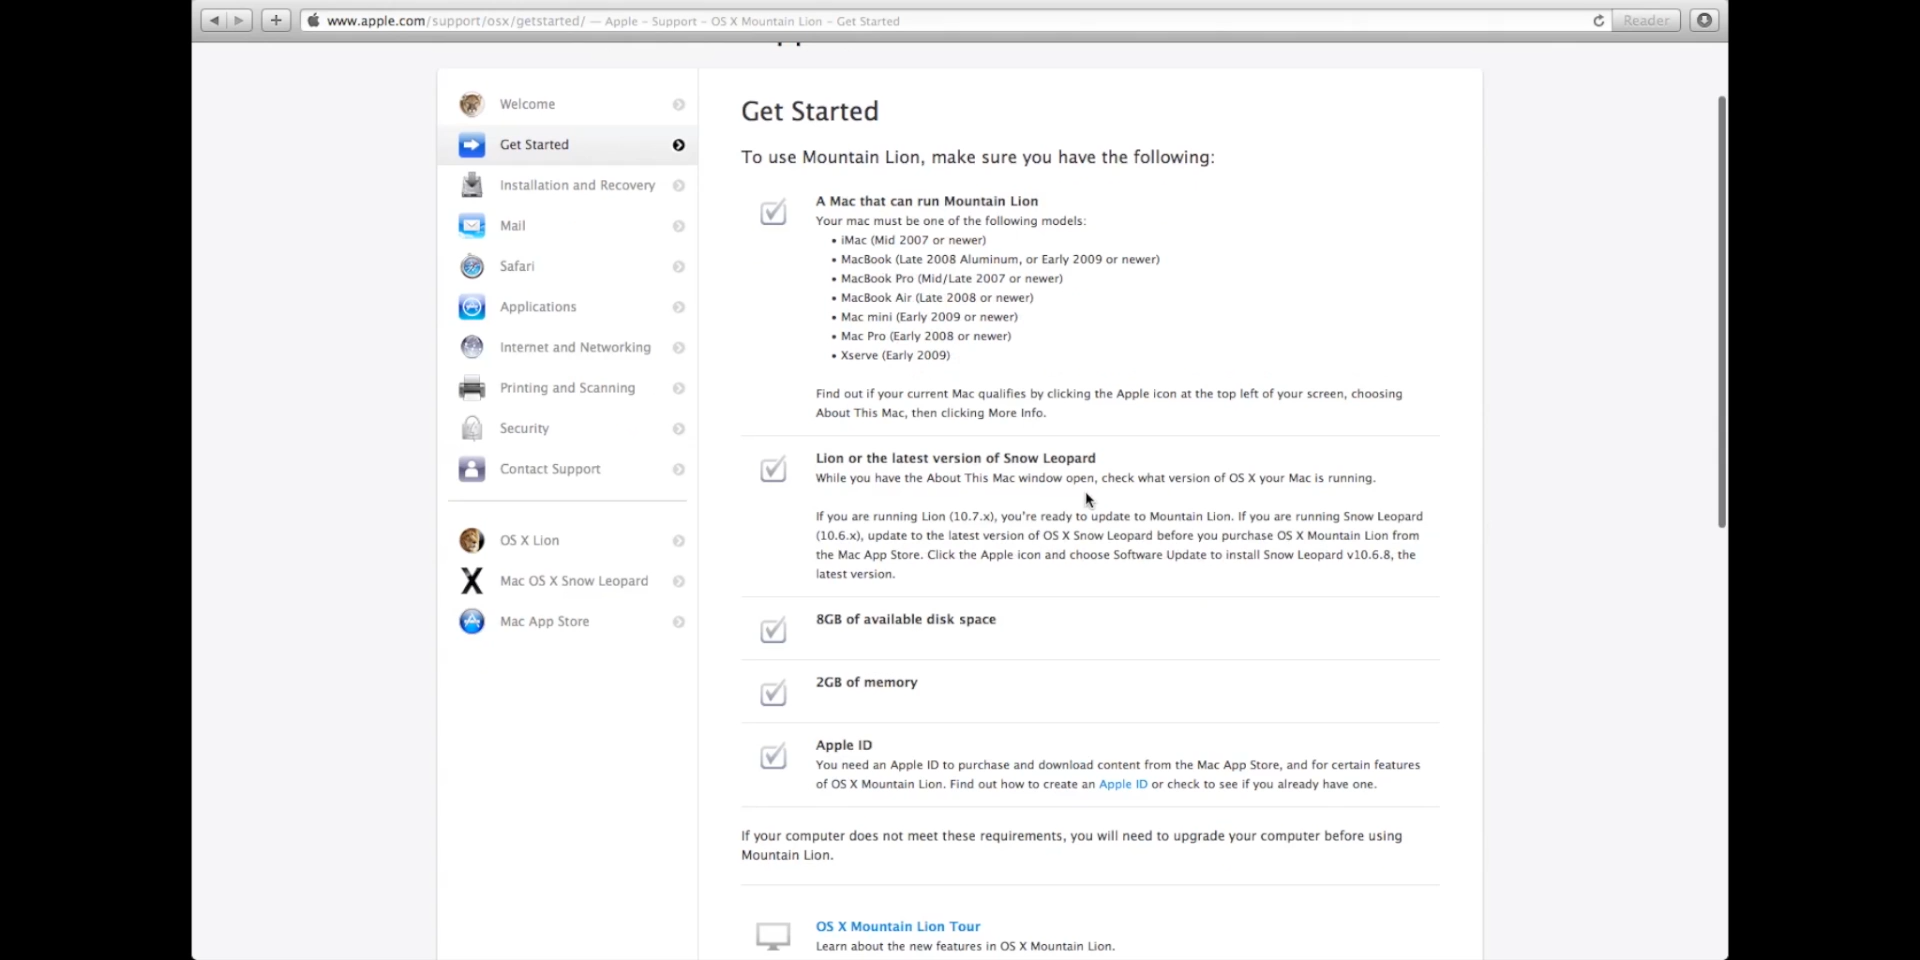 www.apple.com/support/osx/getstarted/ — Apple – Support – OS X Mountain Lion – Get Started
Reader
Welcome
Get Started
Installation and Recovery
Mail
Safari
Applications
Internet and Networking
Printing and Scanning
Security
Contact Support
OS X Lion
Mac OS X Snow Leopard
Mac App Store
Get Started
To use Mountain Lion, make sure you have the following:
A Mac that can run Mountain Lion
Your mac must be one of the following models:
• iMac (Mid 2007 or newer)
• MacBook (Late 2008 Aluminum, or Early 2009 or newer)
• MacBook Pro (Mid/Late 2007 or newer)
• MacBook Air (Late 2008 or newer)
• Mac mini (Early 2009 or newer)
• Mac Pro (Early 2008 or newer)
• Xserve (Early 2009)
Find out if your current Mac qualifies by clicking the Apple icon at the top left of your screen, choosing
About This Mac, then clicking More Info.
Lion or the latest version of Snow Leopard
While you have the About This Mac window open, check what version of OS X your Mac is running.
If you are running Lion (10.7.x), you're ready to update to Mountain Lion. If you are running Snow Leopard
(10.6.x), update to the latest version of OS X Snow Leopard before you purchase OS X Mountain Lion from
the Mac App Store. Click the Apple icon and choose Software Update to install Snow Leopard v10.6.8, the
latest version.
8GB of available disk space
2GB of memory
Apple ID
You need an Apple ID to purchase and download content from the Mac App Store, and for certain features
of OS X Mountain Lion. Find out how to create an Apple ID or check to see if you already have one.
If your computer does not meet these requirements, you will need to upgrade your computer before using
Mountain Lion.
OS X Mountain Lion Tour
Learn about the new features in OS X Mountain Lion.